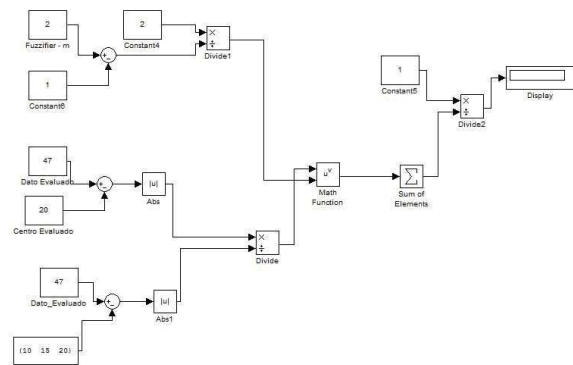 2
Fuzzifier - m
1
Constant6
2
Constant4
×
÷
Divide1
1
Constant5
×
÷
Divide2
Display
47
Dato Evaluado
20
Centro Evaluado
|u|
Abs
47
Dato_Evaluado
(10 15 20)
|u|
Abs1
×
÷
Divide
u^v
Math
Function
Σ
Sum of
Elements